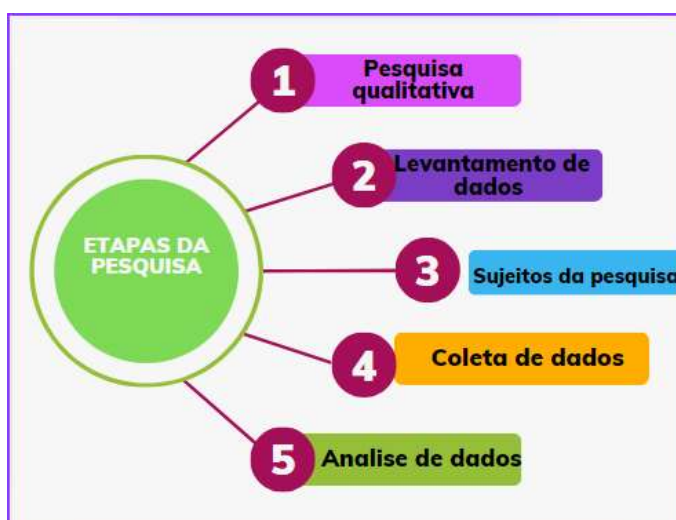 1
Pesquisa
qualitativa
2
Levantamento de
dados
ETAPAS DA
PESQUISA
3
Sujeitos da pesquisa
4
Coleta de dados
5
Analise de dados